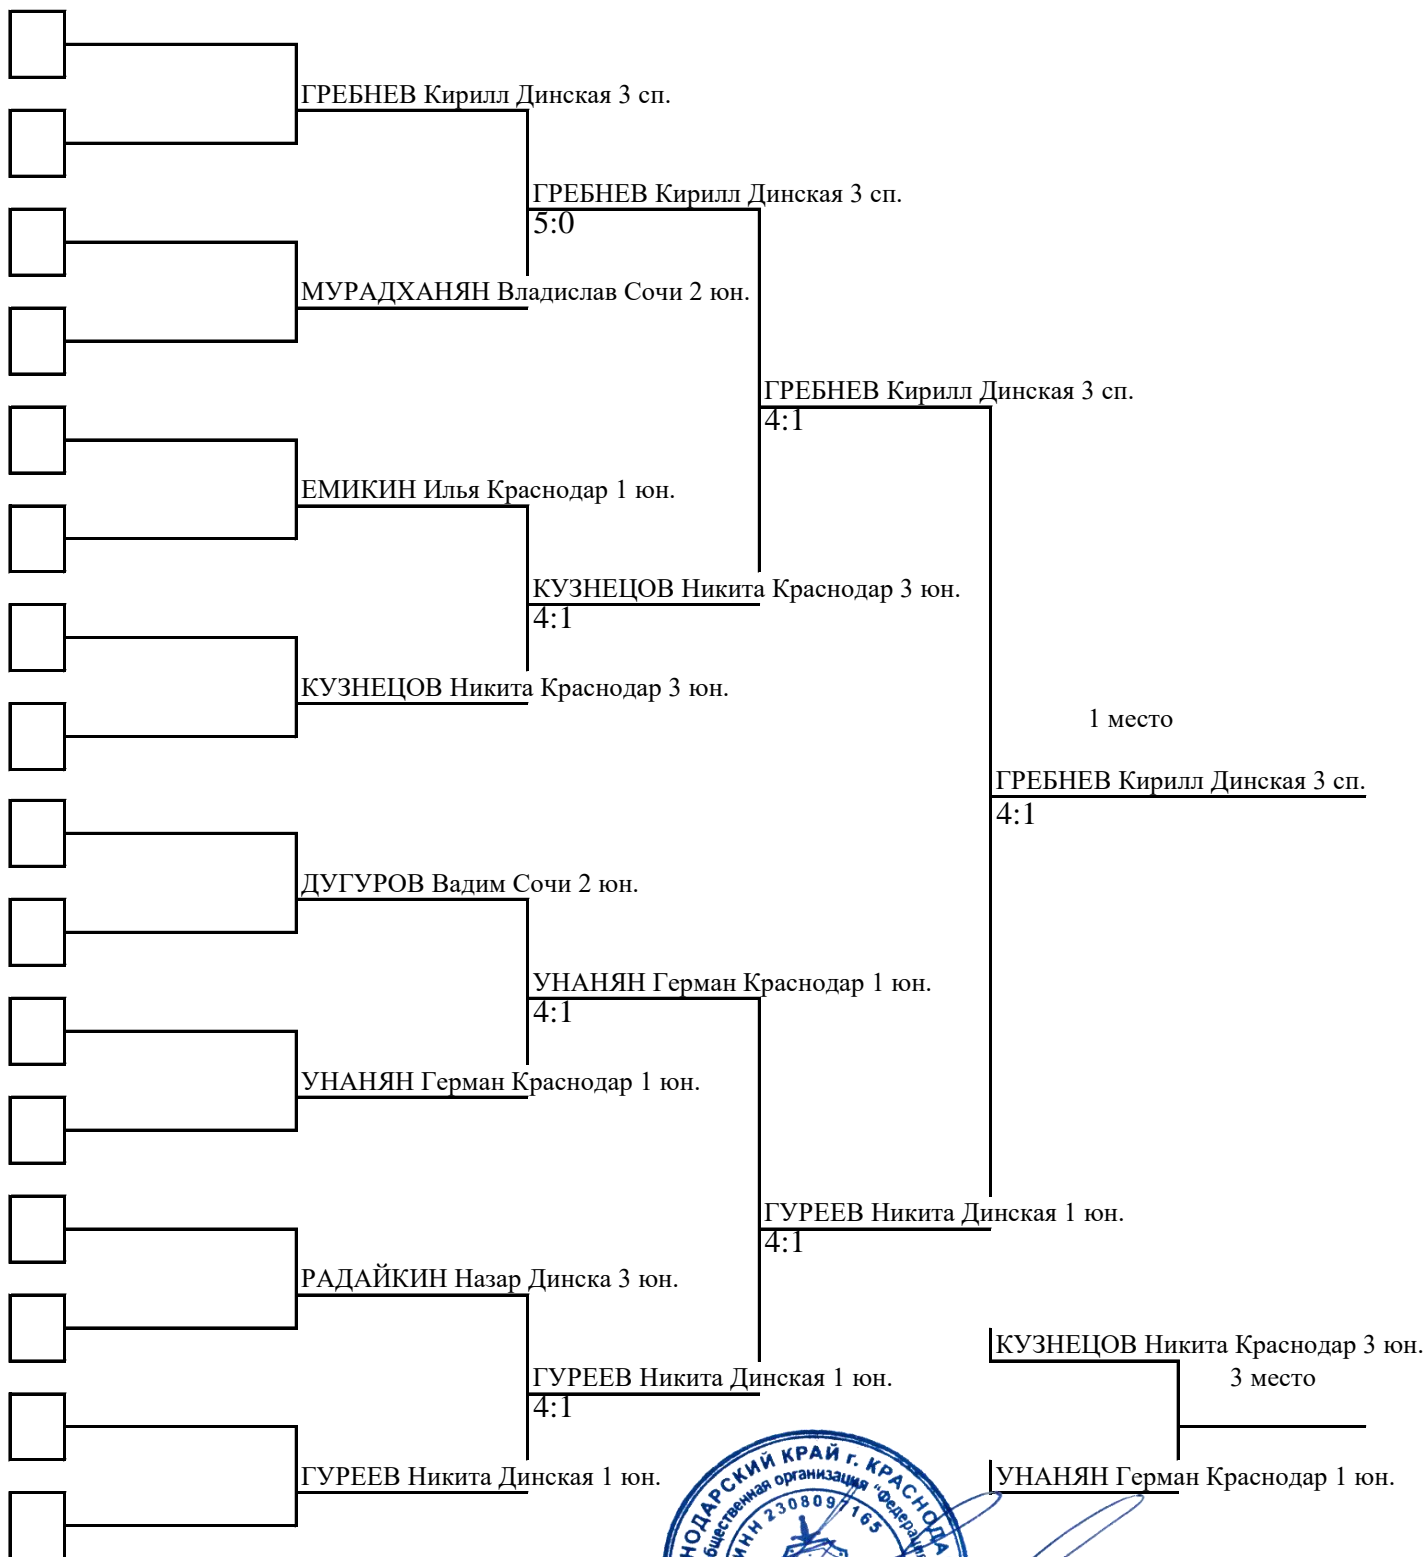 ГРЕБНЕВ Кирилл Динская 3 сп.
ГРЕБНЕВ Кирилл Динская 3 сп.
5:0
МУРАДХАНЯН Владислав Сочи 2 юн.
ГРЕБНЕВ Кирилл Динская 3 сп.
4:1
ЕМИКИН Илья Краснодар 1 юн.
КУЗНЕЦОВ Никита Краснодар 3 юн.
4:1
КУЗНЕЦОВ Никита Краснодар 3 юн.
1 место
ГРЕБНЕВ Кирилл Динская 3 сп.
4:1
ДУГУРОВ Вадим Сочи 2 юн.
УНАНЯН Герман Краснодар 1 юн.
4:1
УНАНЯН Герман Краснодар 1 юн.
ГУРЕЕВ Никита Динская 1 юн.
4:1
РАДАЙКИН Назар Динска 3 юн.
КУЗНЕЦОВ Никита Краснодар 3 юн.
3 место
ГУРЕЕВ Никита Динская 1 юн.
4:1
ГУРЕЕВ Никита Динская 1 юн.
УНАНЯН Герман Краснодар 1 юн.
КРАЙ г.
организация "Федерация
ИНН 2308097165